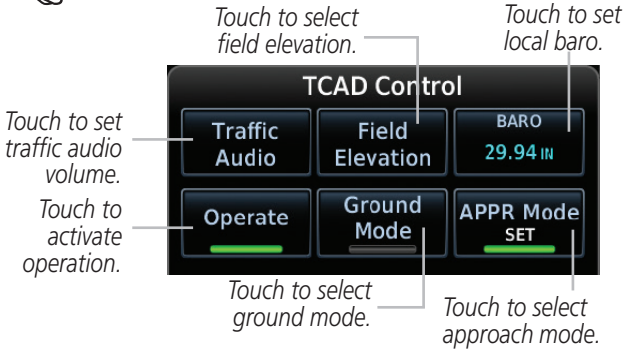 Touch to select
field elevation.
Touch to set
local baro.
TCAD Control
Touch to set
traffic audio
volume.
Traffic
Audio
Field
Elevation
BARO
29.94 IN
Touch to
activate
operation.
Operate
Ground
Mode
APPR Mode
SET
Touch to select
ground mode.
Touch to select
approach mode.